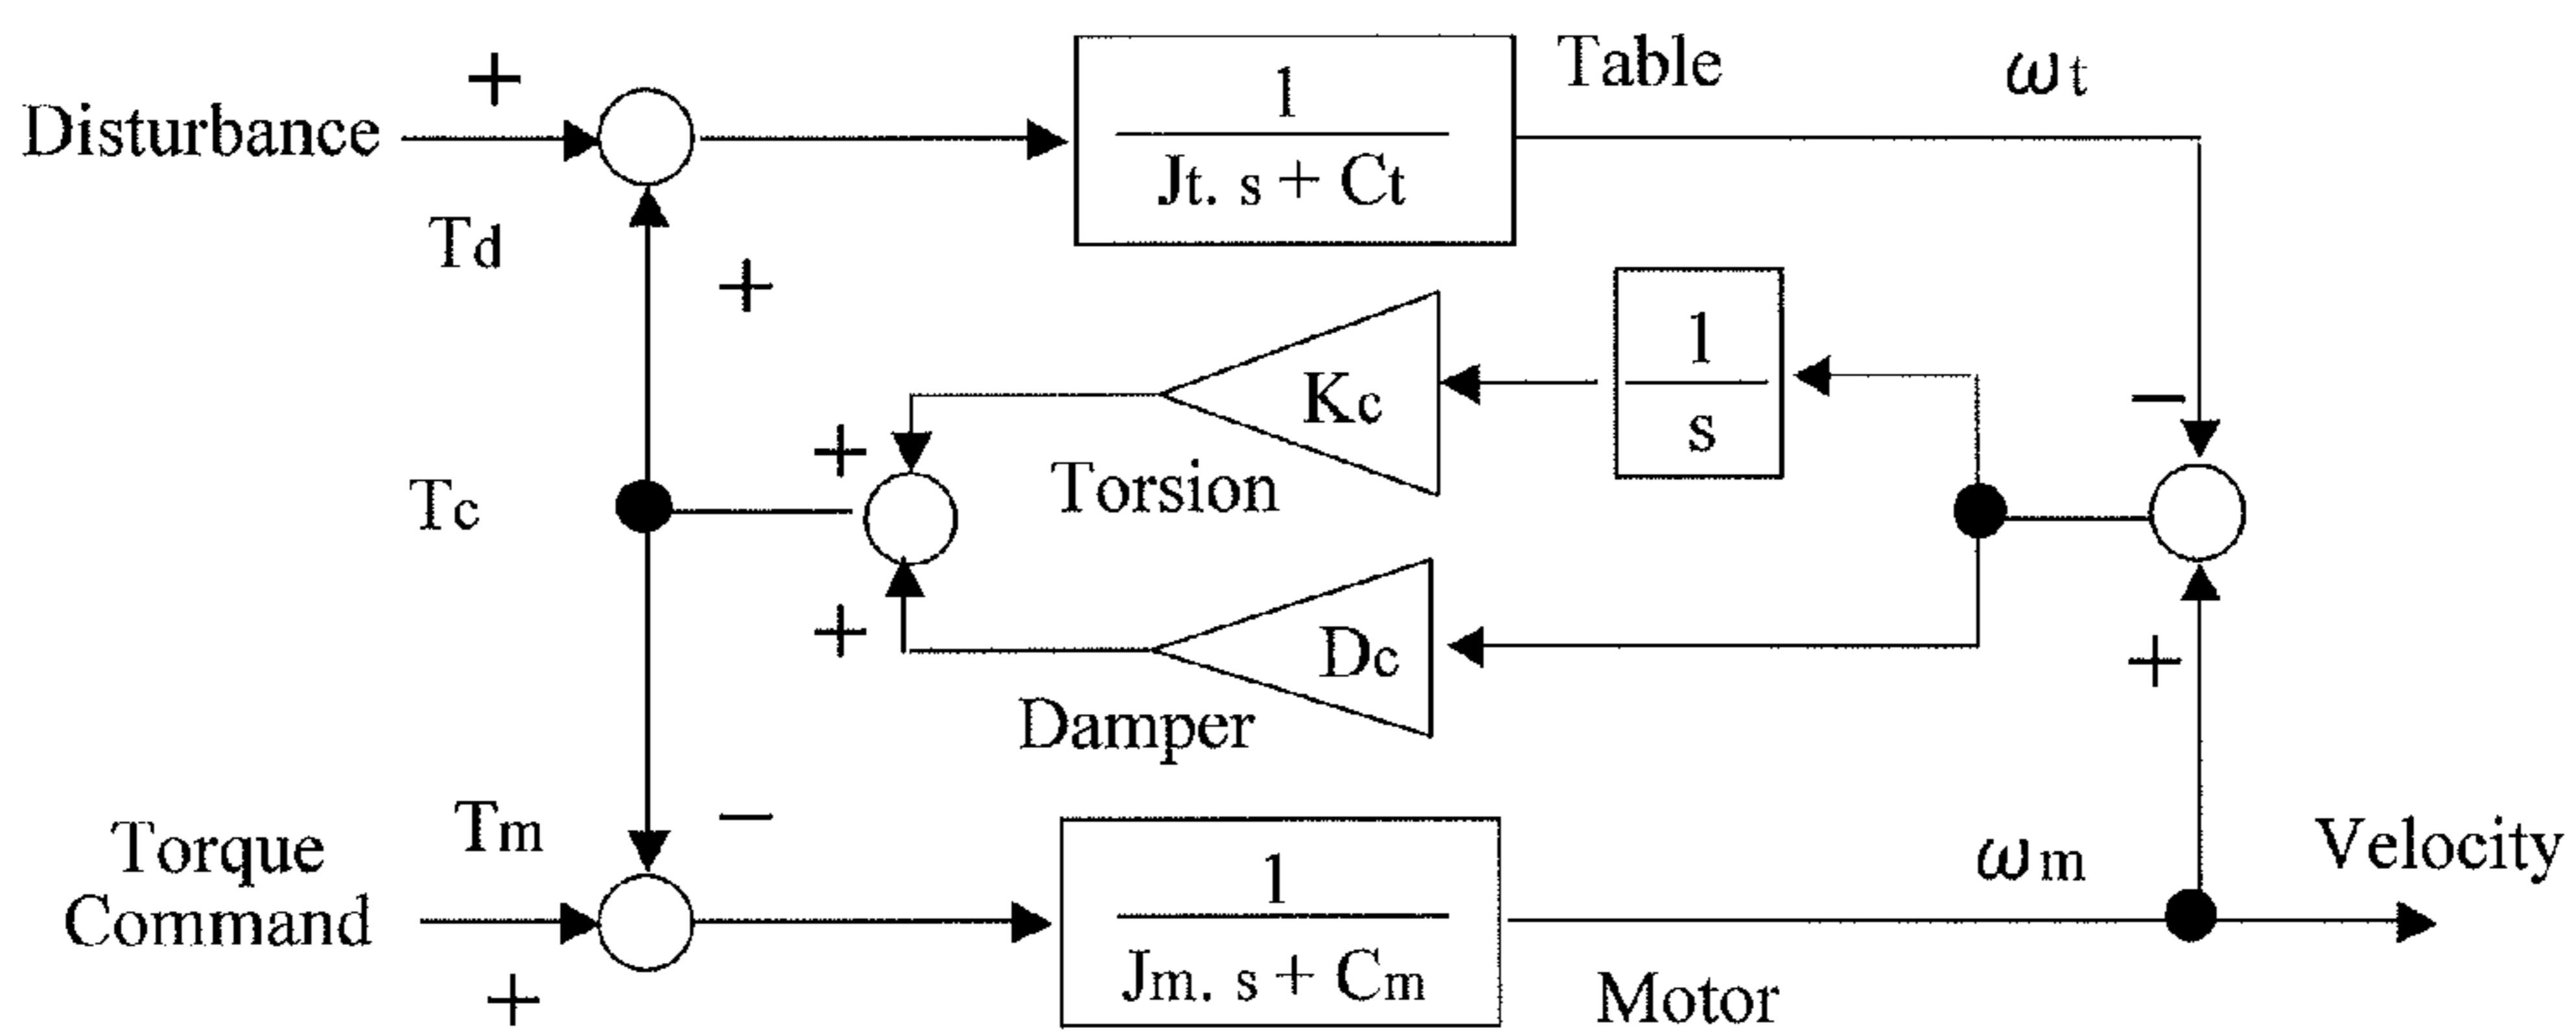 +
Disturbance
Td
+
1
Jt. s + Ct
Table
ωt
Kc
Torsion
1
s
−
Tc
+
+
Dc
Damper
+
Torque
Command
Tm
−
+
1
Jm. s + Cm
Motor
ωm
Velocity